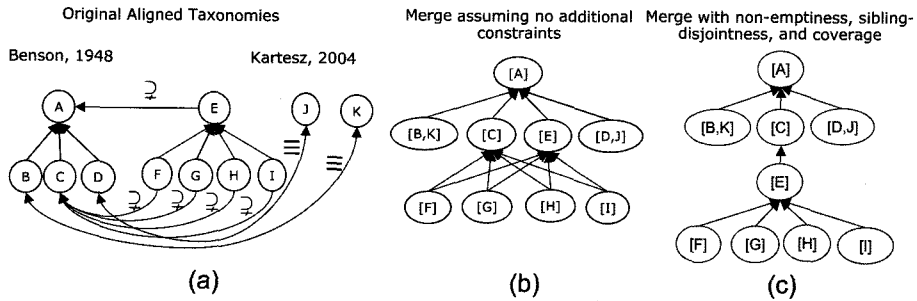 Original Aligned Taxonomies
Benson, 1948
Kartesz, 2004
⊋
A
E
J
K
≡
≡
B
C
D
F
G
H
I
⊋
⊋
⊋
⊋
(a)
Merge assuming no additional
constraints
[A]
[B,K]
[C]
[E]
[D,J]
[F]
[G]
[H]
[I]
(b)
Merge with non-emptiness, sibling-
disjointness, and coverage
[A]
[B,K]
[C]
[D,J]
[E]
[F]
[G]
[H]
[I]
(c)